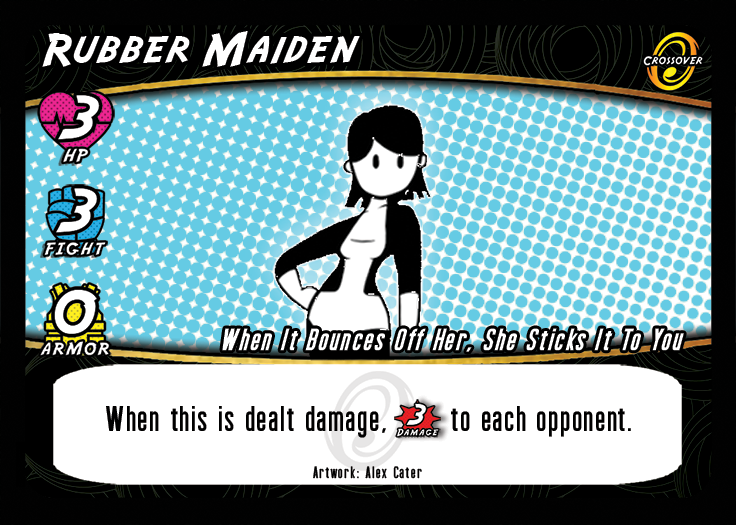 Rubber Maiden
Crossover
3
HP
3
FIGHT
0
ARMOR
When It Bounces Off Her, She Sticks It To You
When this is dealt damage, 3 DAMAGE to each opponent.
Artwork: Alex Cater